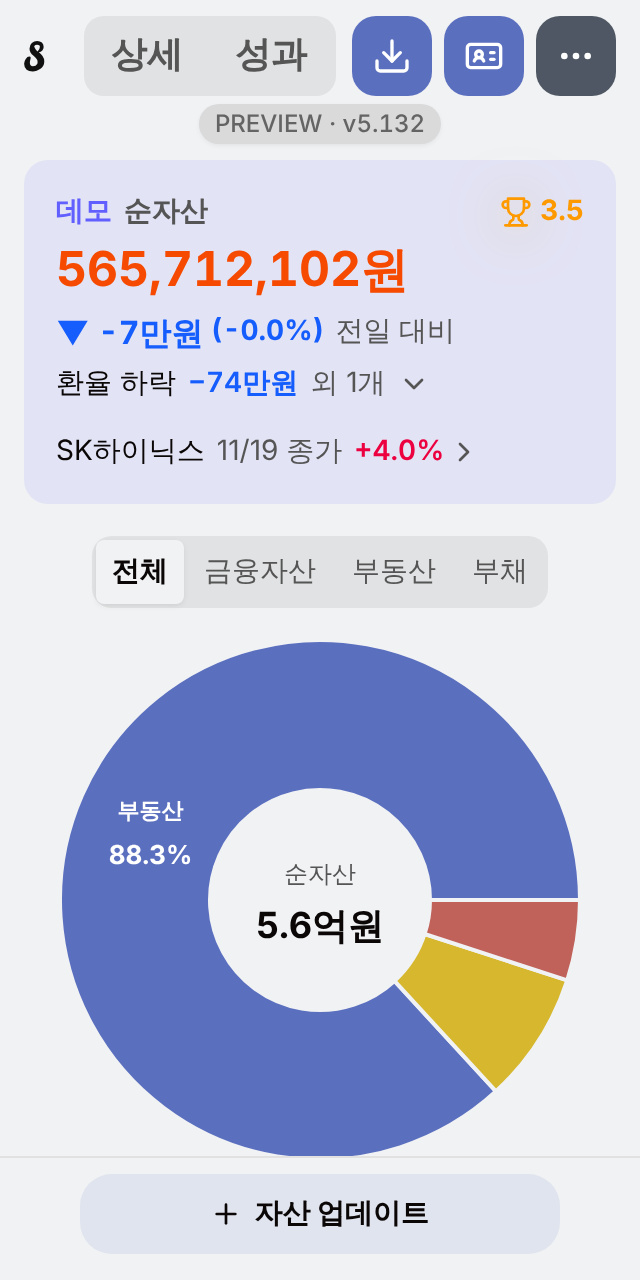 S
상세 성과
PREVIEW · v5.132
데모 순자산 3.5
565,712,102원
▼ -7만원 (-0.0%) 전일 대비
환율 하락 −74만원 외 1개
SK하이닉스 11/19 종가 +4.0%
전체 금융자산 부동산 부채
부동산
88.3%
순자산
5.6억원
+ 자산 업데이트